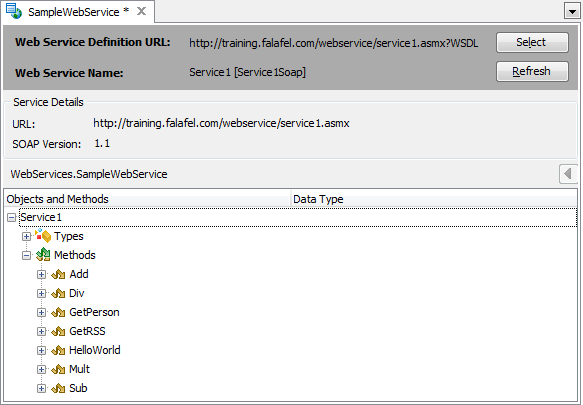 SampleWebService *
Web Service Definition URL: http://training.falafel.com/webservice/service1.asmx?WSDL Select
Web Service Name: Service1 [Service1Soap] Refresh
Service Details
URL: http://training.falafel.com/webservice/service1.asmx
SOAP Version: 1.1
WebServices.SampleWebService
Objects and Methods Data Type
Service1
Types
Methods
Add
Div
GetPerson
GetRSS
HelloWorld
Mult
Sub